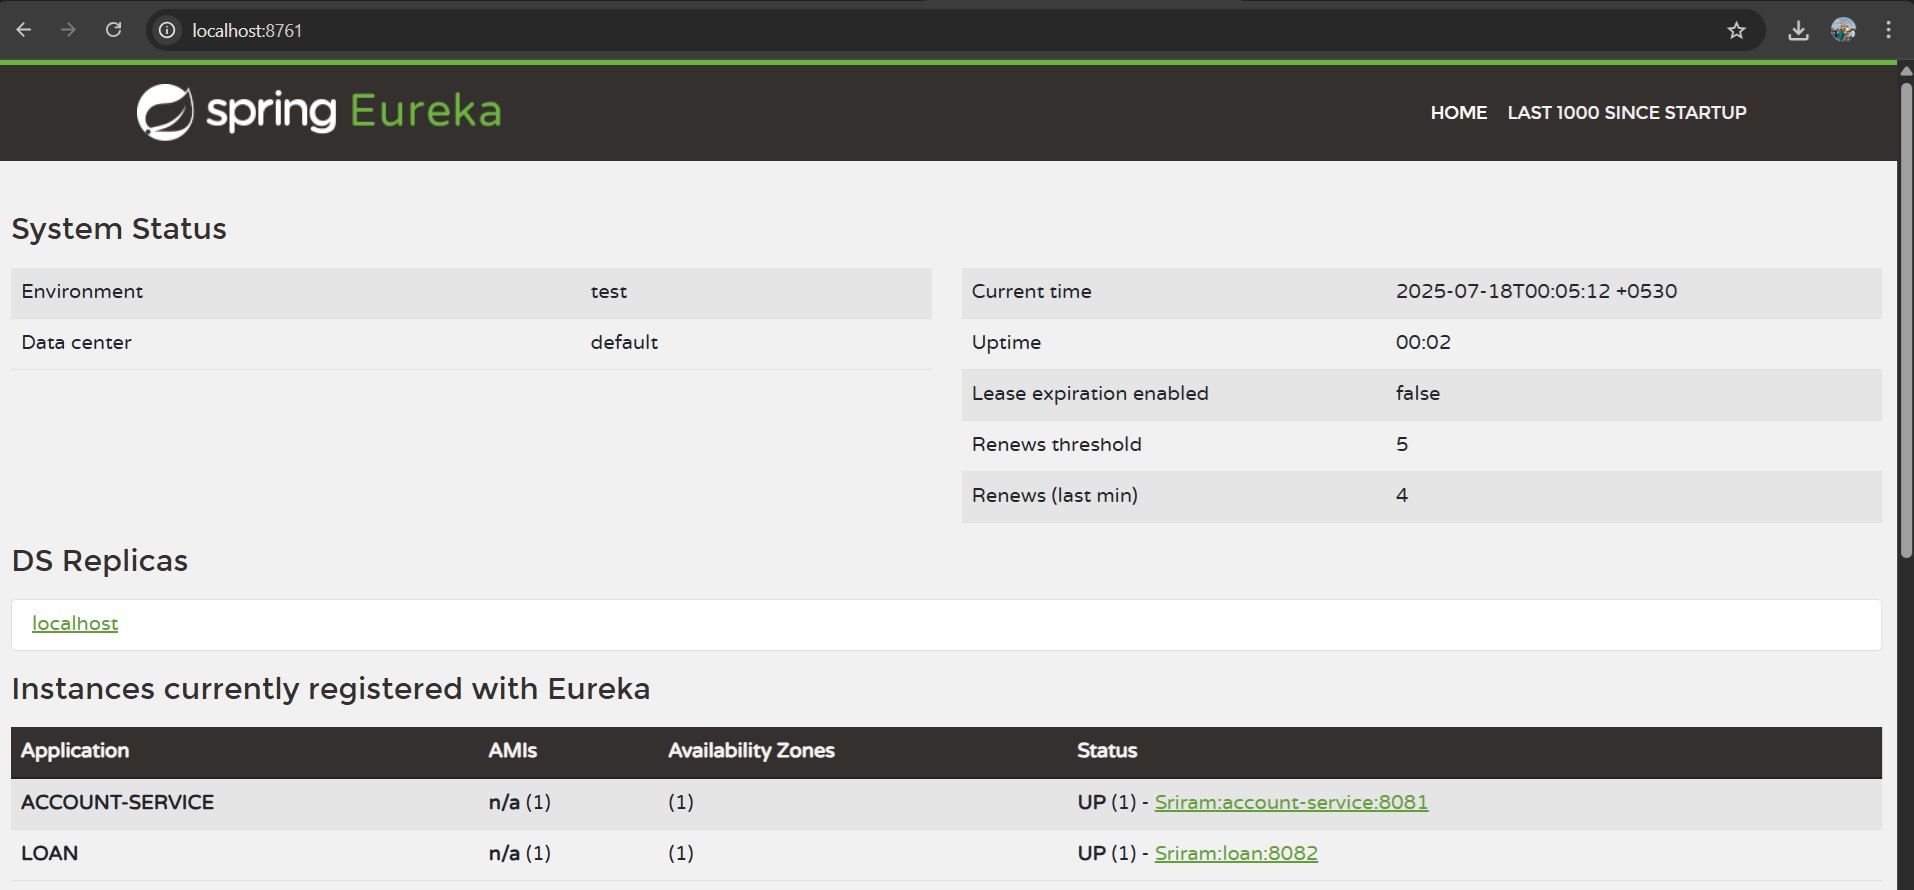 localhost:8761
spring Eureka
HOME LAST 1000 SINCE STARTUP
System Status
Environment test
Data center default
Current time 2025-07-18T00:05:12 +0530
Uptime 00:02
Lease expiration enabled false
Renews threshold 5
Renews (last min) 4
DS Replicas
localhost
Instances currently registered with Eureka
Application AMIs Availability Zones Status
ACCOUNT-SERVICE n/a (1) (1) UP (1) - Sriram:account-service:8081
LOAN n/a (1) (1) UP (1) - Sriram:loan:8082